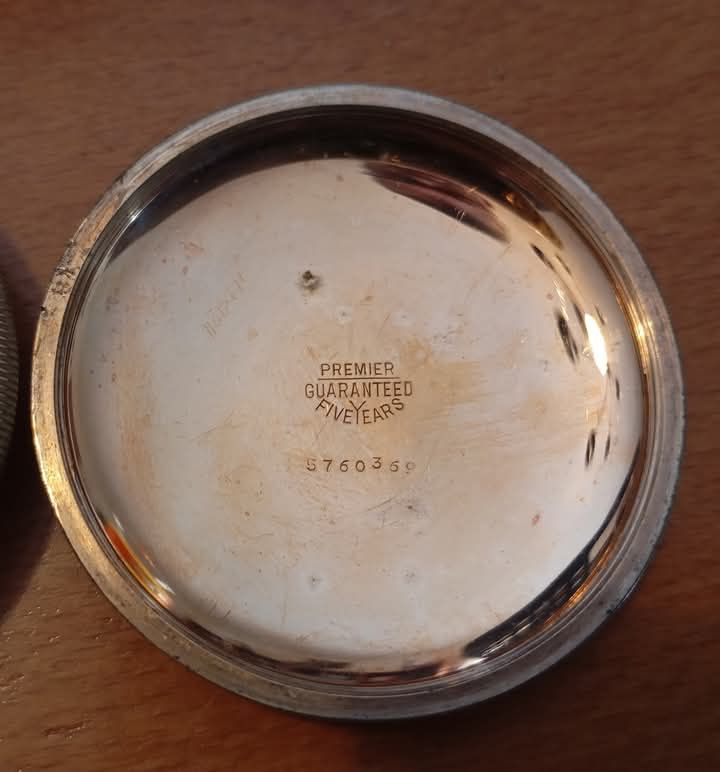 PREMIER
GUARANTEED
FIVE YEARS
5760369